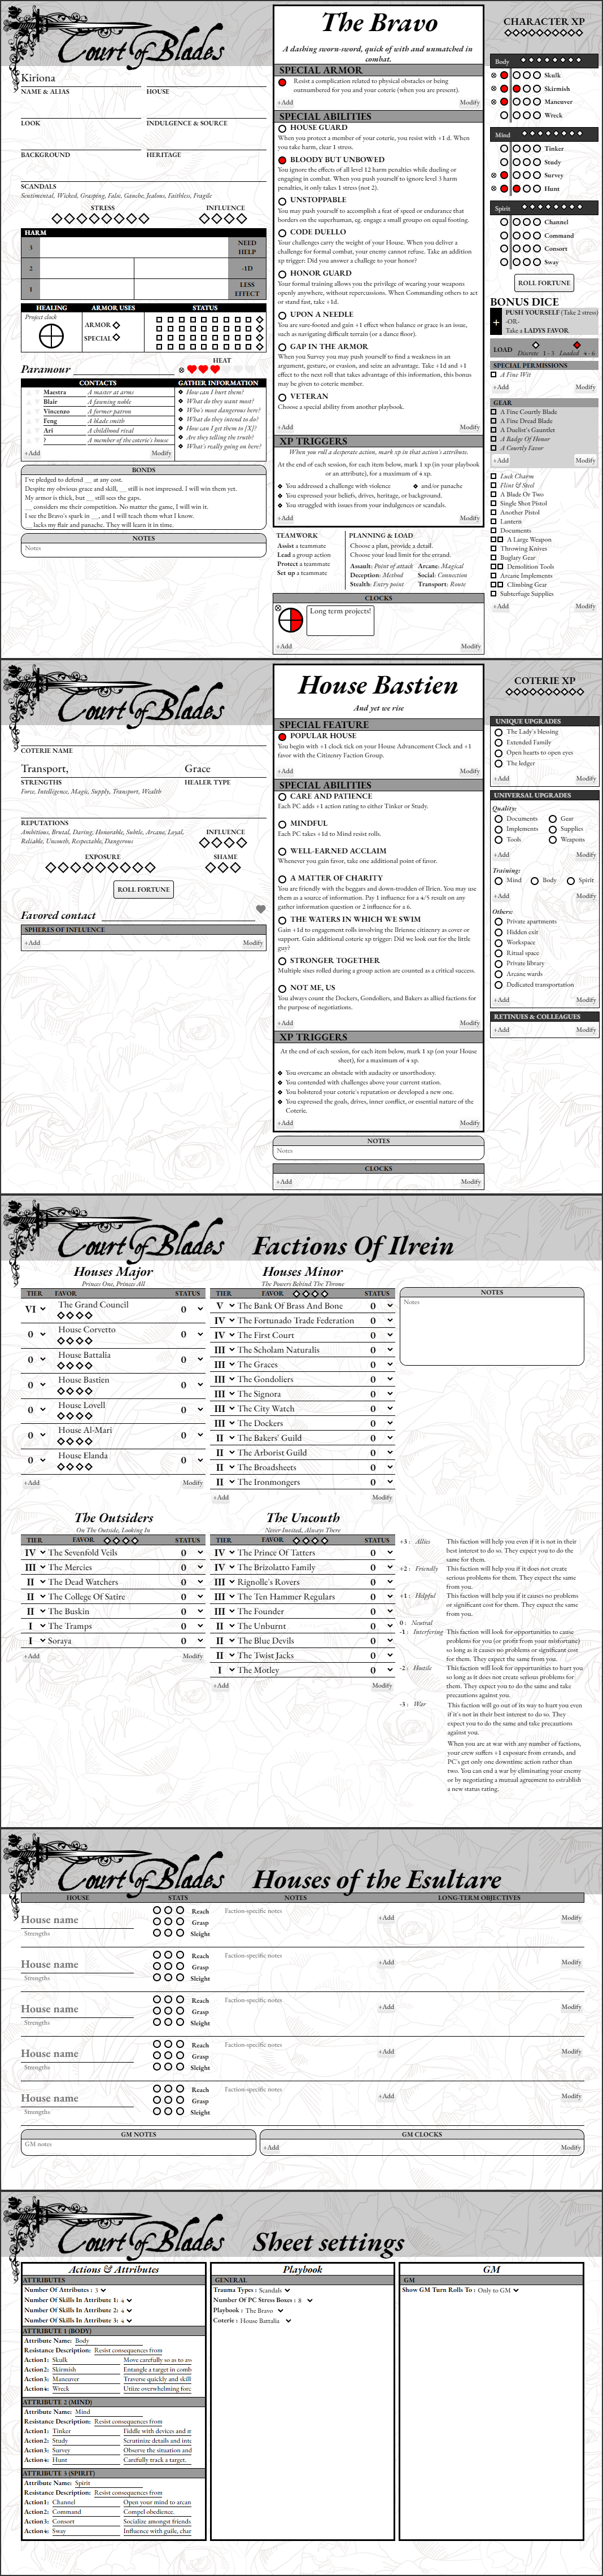 Court of Blades
Kiriona
NAME & ALIAS
HOUSE
LOOK
INDULGENCE & SOURCE
BACKGROUND
HERITAGE
SCANDALS
Sentimental, Wicked, Grasping, False, Gauche, Jealous, Faithless, Fragile
STRESS
INFLUENCE
HARM
3
NEED HELP
2
-1D
1
LESS EFFECT
HEALING
ARMOR USES
STATUS
Project clock
ARMOR
SPECIAL
HEAT
Paramour
CONTACTS
GATHER INFORMATION
Maestra A master at arms
Blair A fawning noble
Vincenzo A former patron
Feng A blade smith
Ari A childhood rival
? A member of the coterie's house
+Add
Modify
How can I hurt them?
What do they want most?
Who's most dangerous here?
What do they intend to do?
How can I get them to [X]?
Are they telling the truth?
What's really going on here?
BONDS
I've pledged to defend __ at any cost.
Despite my obvious grace and skill, __ still is not impressed. I will win them yet.
My armor is thick, but __ still sees the gaps.
__ considers me their competition. No matter the game, I will win it.
I see the Bravo's spark in __, and I will teach them what I know.
__ lacks my flair and panache. They will learn it in time.
NOTES
Notes
The Bravo
A dashing sworn-sword, quick of with and unmatched in
combat.
SPECIAL ARMOR
Resist a complication related to physical obstacles or being
outnumbered for you and your coterie (when you are present).
+Add
Modify
SPECIAL ABILITIES
HOUSE GUARD
When you protect a member of your coterie, you resist with +1 d. When
you take harm, clear 1 stress.
BLOODY BUT UNBOWED
You ignore the effects of all level 12 harm penalties while dueling or
engaging in combat. When you push yourself to ignore level 3 harm
penalties, it only takes 1 stress (not 2).
UNSTOPPABLE
You may push yourself to accomplish a feat of speed or endurance that
borders on the superhuman, eg. engage a small groups on equal footing.
CODE DUELLO
Your challenges carry the weight of your House. When you deliver a
challenge for formal combat, your enemy cannot refuse. Take an addition
xp trigger: Did you answer a challege to your honor?
HONOR GUARD
Your formal training allows you the privilege of wearing your weapons
openly anywhere, without repercussions. When Commanding others to act
or stand fast, take +1d.
UPON A NEEDLE
You are sure-footed and gain +1 effect when balance or grace is an issue,
such as navigating difficult terrain (or a dance floor).
GAP IN THE ARMOR
When you Survey you may push yourself to find a weakness in an
argument, gesture, or evasion, and seize an advantage. Take +1d and +1
effect to the next roll that takes advantage of this information, this bonus
may be given to coterie member.
VETERAN
Choose a special ability from another playbook.
+Add
Modify
XP TRIGGERS
When you roll a desperate action, mark xp in that action's attribute.
At the end of each session, for each item below, mark 1 xp (in your playbook
or an attribute), for a maximum of 4 xp.
You addressed a challenge with violence
and/or panache
You expressed your beliefs, drives, heritage, or background.
You struggled with issues from your indulgences or scandals.
+Add
Modify
TEAMWORK
Assist a teammate
Lead a group action
Protect a teammate
Set up a teammate
PLANNING & LOAD
Choose a plan, provide a detail.
Choose your load limit for the errand.
Assault: Point of attack Arcane: Magical
Deception: Method Social: Connection
Stealth: Entry point Transport: Route
CLOCKS
Long term projects!
+Add
Modify
CHARACTER XP
Body
Skulk
Skirmish
Maneuver
Wreck
Mind
Tinker
Study
Survey
Hunt
Spirit
Channel
Command
Consort
Sway
ROLL FORTUNE
BONUS DICE
+
PUSH YOURSELF (Take 2 stress)
-OR-
Take a LADYS FAVOR
LOAD
Discrete 1 - 3 Loaded 4 - 6
SPECIAL PERMISSIONS
A Fine Wit
+Add
Modify
GEAR
A Fine Courtly Blade
A Fine Dread Blade
A Duelist's Gauntlet
A Badge Of Honor
A Courtly Favor
+Add
Modify
Luck Charm
Flint & Steel
A Blade Or Two
Single Shot Pistol
Another Pistol
Lantern
Documents
A Large Weapon
Throwing Knives
Buglary Gear
Demolition Tools
Arcane Implements
Climbing Gear
Subterfuge Supplies
+Add
Modify
Court of Blades
COTERIE NAME
Transport,
Grace
STRENGTHS
HEALER TYPE
Force, Intelligence, Magic, Supply, Transport, Wealth
REPUTATIONS
Ambitious, Brutal, Daring, Honorable, Subtle, Arcane, Loyal,
Reliable, Uncouth, Respectable, Dangerous
INFLUENCE
EXPOSURE
SHAME
ROLL FORTUNE
Favored contact
SPHERES OF INFLUENCE
+Add
Modify
House Bastien
And yet we rise
SPECIAL FEATURE
POPULAR HOUSE
You begin with +1 clock tick on your House Advancement Clock and +1
favor with the Citizenry Faction Group.
+Add
Modify
SPECIAL ABILITIES
CARE AND PATIENCE
Each PC adds +1 action rating to either Tinker or Study.
MINDFUL
Each PC takes +1d to Mind resist rolls.
WELL-EARNED ACCLAIM
Whenever you gain favor, take one additional point of favor.
A MATTER OF CHARITY
You are friendly with the beggars and down-trodden of Ilrien. You may use
them as a source of information. Pay 1 influence for a 4/5 result on any
gather information question or 2 influence for a 6.
THE WATERS IN WHICH WE SWIM
Gain +1d to engagement rolls involving the Ilrienne citizenry as cover or
support. Gain additional coterie xp trigger: Did we look out for the little
guy?
STRONGER TOGETHER
Multiple sixes rolled during a group action are counted as a critical success.
NOT ME, US
You always count the Dockers, Gondoliers, and Bakers as allied factions for
the purpose of negotiations.
+Add
Modify
XP TRIGGERS
At the end of each session, for each item below, mark 1 xp (on your House
sheet), for a maximum of 4 xp.
You overcame an obstacle with audacity or unorthodoxy.
You contended with challenges above your current station.
You bolstered your coterie's reputation or developed a new one.
You expressed the goals, drives, inner conflict, or essential nature of the
Coterie.
+Add
Modify
NOTES
Notes
CLOCKS
+Add
Modify
COTERIE XP
UNIQUE UPGRADES
The Lady's blessing
Extended Family
Open hearts to open eyes
The ledger
+Add
Modify
UNIVERSAL UPGRADES
Quality:
Documents Gear
Implements Supplies
Tools Weapons
+Add
Modify
Training:
Mind Body Spirit
+Add
Modify
Others:
Private apartments
Hidden exit
Workspace
Ritual space
Private library
Arcane wards
Dedicated transportation
+Add
Modify
RETINUES & COLLEAGUES
+Add
Modify
Court of Blades
Factions Of Ilrein
Houses Major
Princes One, Princes All
TIER FAVOR STATUS
VI The Grand Council 0
0 House Corvetto 0
0 House Battalia 0
0 House Bastien 0
0 House Lovell 0
0 House Al-Mari 0
0 House Elanda 0
+Add
Modify
Houses Minor
The Powers Behind The Throne
TIER FAVOR STATUS
V The Bank Of Brass And Bone 0
IV The Fortunado Trade Federation 0
IV The First Court 0
III The Scholam Naturalis 0
III The Graces 0
III The Gondoliers 0
III The Signora 0
III The City Watch 0
III The Dockers 0
II The Bakers' Guild 0
II The Arborist Guild 0
II The Broadsheets 0
II The Ironmongers 0
+Add
Modify
NOTES
Notes
The Outsiders
On The Outside, Looking In
TIER FAVOR STATUS
IV The Sevenfold Veils 0
III The Mercies 0
II The Dead Watchers 0
II The College Of Satire 0
II The Buskin 0
I The Tramps 0
I Soraya 0
+Add
Modify
The Uncouth
Never Invited, Always There
TIER FAVOR STATUS
IV The Prince Of Tatters 0
IV The Brizolatto Family 0
III Rignolle's Rovers 0
III The Ten Hammer Regulars 0
III The Founder 0
II The Unburnt 0
II The Blue Devils 0
II The Twist Jacks 0
I The Motley 0
+Add
Modify
+3 : Allies This faction will help you even if it is not in their
best interest to do so. They expect you to do the
same for them.
+2 : Friendly This faction will help you if it does not create
serious problems for them. They expect the same
from you.
+1 : Helpful This faction will help you if it causes no problems
or significant cost for them. They expect the same
from you.
0 : Neutral
-1 : Interfering This faction will look for opportunities to cause
problems for you (or profit from your misfortune)
so long as it causes no problems or significant cost
for them. They expect the same from you.
-2 : Hostile This faction will look for opportunities to hurt you
so long as it does not create serious problems for
them. They expect you to do the same and take
precautions against you.
-3 : War This faction will go out of its way to hurt you even
if it's not in their best interest to do so. They
expect you to do the same and take precautions
against you.
When you are at war with any number of factions,
your crew suffers +1 exposure from errands, and
PC's get only one downtime action rather than
two. You can end a war by eliminating your enemy
or by negotiating a mutual agreement to establish
a new status rating.
Court of Blades
Houses of the Esultare
HOUSE STATS NOTES LONG-TERM OBJECTIVES
House name
Strengths
Reach
Grasp
Sleight
Faction-specific notes
+Add
Modify
House name
Strengths
Reach
Grasp
Sleight
Faction-specific notes
+Add
Modify
House name
Strengths
Reach
Grasp
Sleight
Faction-specific notes
+Add
Modify
House name
Strengths
Reach
Grasp
Sleight
Faction-specific notes
+Add
Modify
House name
Strengths
Reach
Grasp
Sleight
Faction-specific notes
+Add
Modify
GM NOTES
GM notes
GM CLOCKS
+Add
Modify
Court of Blades
Sheet settings
Actions & Attributes
ATTRIBUTES
Number Of Attributes : 3
Number Of Skills In Attribute 1: 4
Number Of Skills In Attribute 2: 4
Number Of Skills In Attribute 3: 4
ATTRIBUTE 1 (BODY)
Attribute Name: Body
Resistance Description: Resist consequences from
Action1: Skulk Move carefully so as to avo
Action2: Skirmish Entangle a target in comb
Action3: Maneuver Traverse quickly and skill
Action4: Wreck Utlize overwhelming forc
ATTRIBUTE 2 (MIND)
Attribute Name: Mind
Resistance Description: Resist consequences from
Action1: Tinker Fiddle with devices and m
Action2: Study Scrutinize details and inte
Action3: Survey Observe the situation and
Action4: Hunt Carefully track a target.
ATTRIBUTE 3 (SPIRIT)
Attribute Name: Spirit
Resistance Description: Resist consequences from
Action1: Channel Open your mind to arcan
Action2: Command Compel obedience.
Action3: Consort Socialize amongst friends
Action4: Sway Influence with guile, char
Playbook
GENERAL
Trauma Types : Scandals
Number Of PC Stress Boxes : 8
Playbook : The Bravo
Coterie : House Battalia
GM
GM
Show GM Turn Rolls To : Only to GM